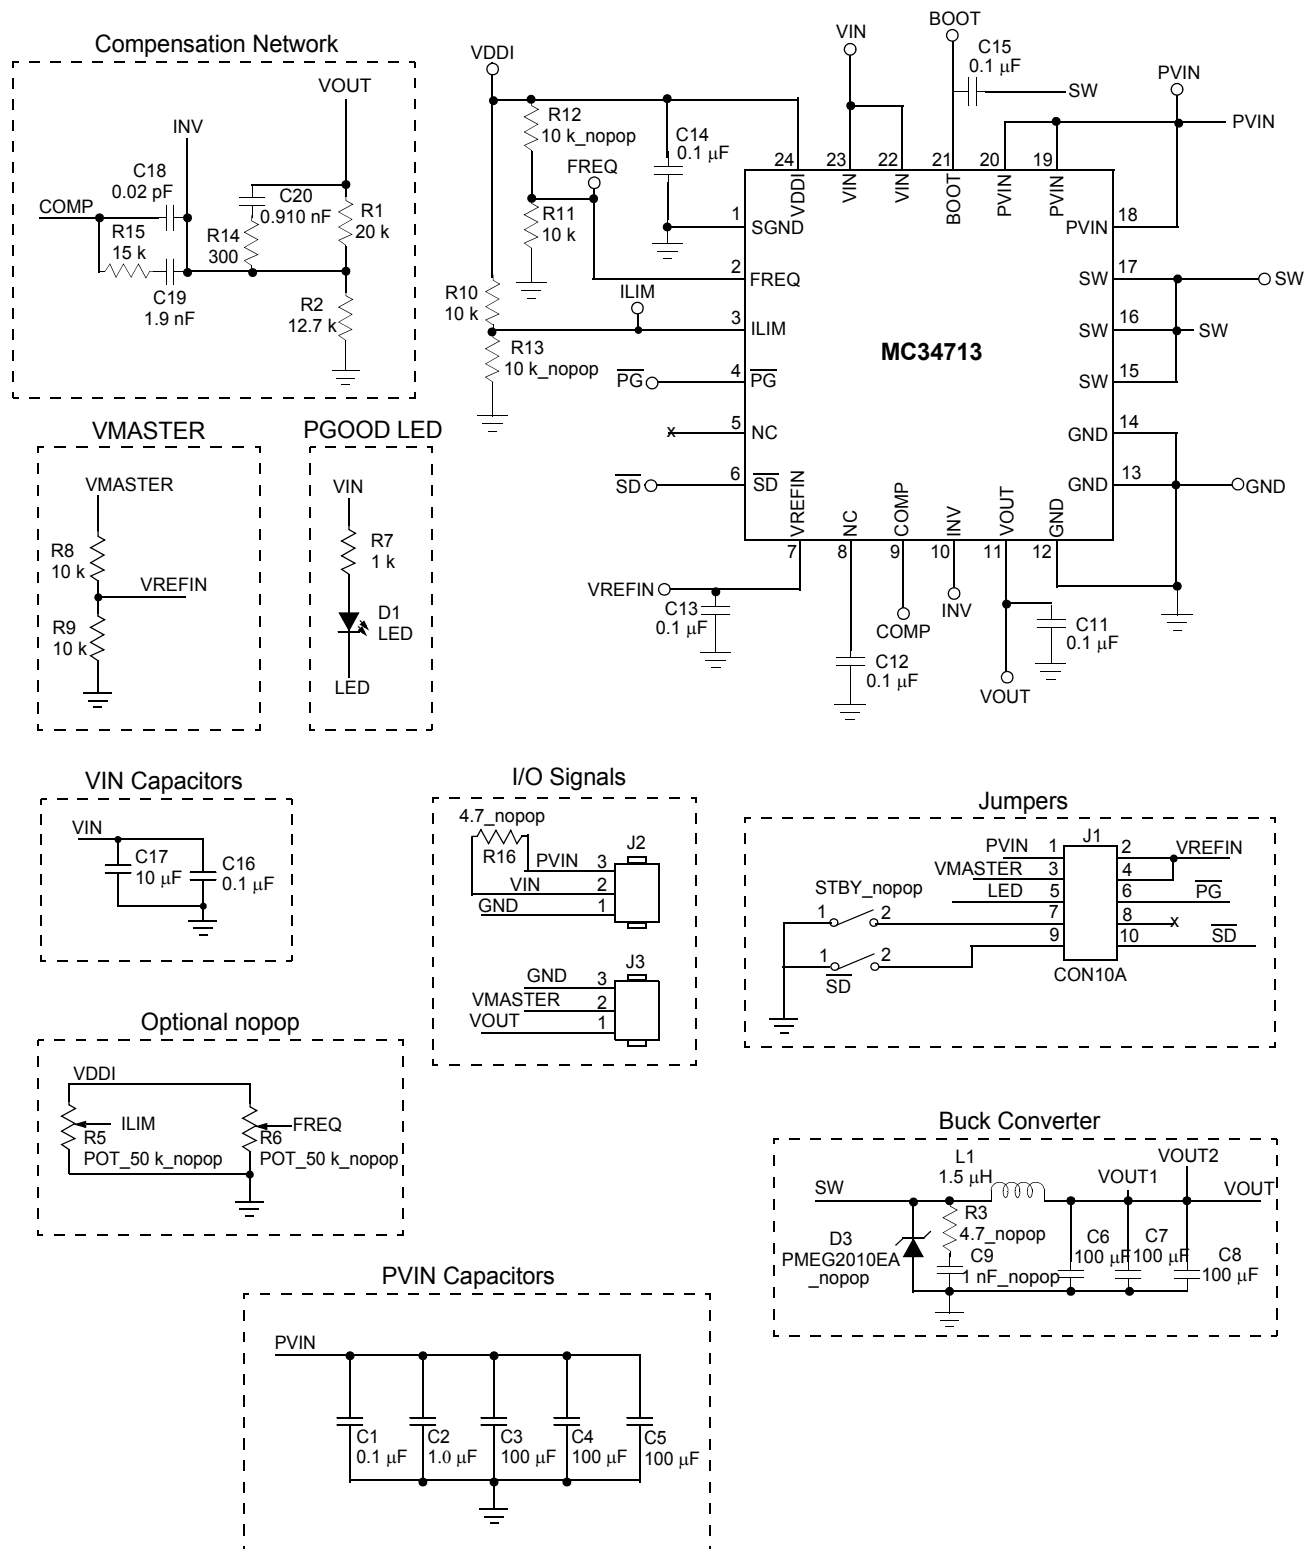 Compensation Network
VOUT
INV
C18
0.02 pF
COMP
C20
0.910 nF
R1
20 k
R15
15 k
R14
300
C19
1.9 nF
R2
12.7 k
VDDI
R12
10 k_nopop
FREQ
C14
0.1 µF
R11
10 k
R10
10 k
ILIM
R13
10 k_nopop
VIN
BOOT
C15
0.1 µF
SW
PVIN
PVIN
24
23
22
21
20
19
VDDI
VIN
VIN
BOOT
PVIN
PVIN
1
SGND
2
FREQ
3
ILIM
PG
4
PG
5
NC
x
SD
6
SD
MC34713
18
PVIN
17
SW
SW
16
SW
SW
15
SW
14
GND
13
GND
GND
VREFIN
NC
COMP
INV
VOUT
GND
7
8
9
10
11
12
VREFIN
C13
0.1 µF
C12
0.1 µF
COMP
INV
VOUT
C11
0.1 µF
VMASTER
VMASTER
R8
10 k
VREFIN
R9
10 k
PGOOD LED
VIN
R7
1 k
D1
LED
LED
VIN Capacitors
VIN
C17
10 µF
C16
0.1 µF
I/O Signals
4.7_nopop
R16
PVIN
3
J2
VIN
2
GND
1
J3
GND
3
VMASTER
2
VOUT
1
Jumpers
J1
PVIN
1
2
VREFIN
VMASTER
3
4
LED
5
6
PG
STBY_nopop
1
2
7
8
x
9
10
SD
1
2
SD
CON10A
Optional nopop
VDDI
ILIM
R5
POT_50 k_nopop
FREQ
R6
POT_50 k_nopop
Buck Converter
L1
1.5 µH
VOUT2
VOUT1
SW
VOUT
R3
4.7_nopop
D3
PMEG2010EA
_nopop
C9
1 nF_nopop
C6
100 µF
C7
100 µF
C8
100 µF
PVIN Capacitors
PVIN
C1
0.1 µF
C2
1.0 µF
C3
100 µF
C4
100 µF
C5
100 µF